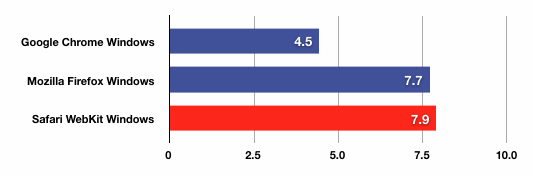 Google Chrome Windows 4.5
Mozilla Firefox Windows 7.7
Safari WebKit Windows 7.9
0 2.5 5.0 7.5 10.0